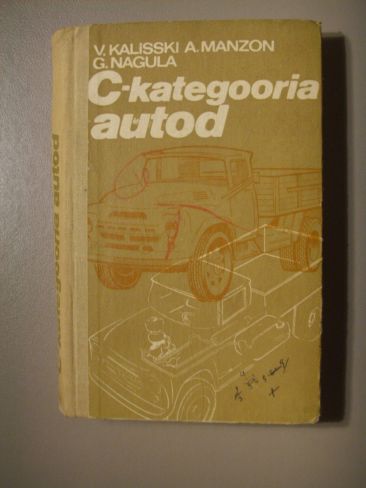 V. KALISSKI A. MANZON
G. NAGULA
C-kategooria
autod